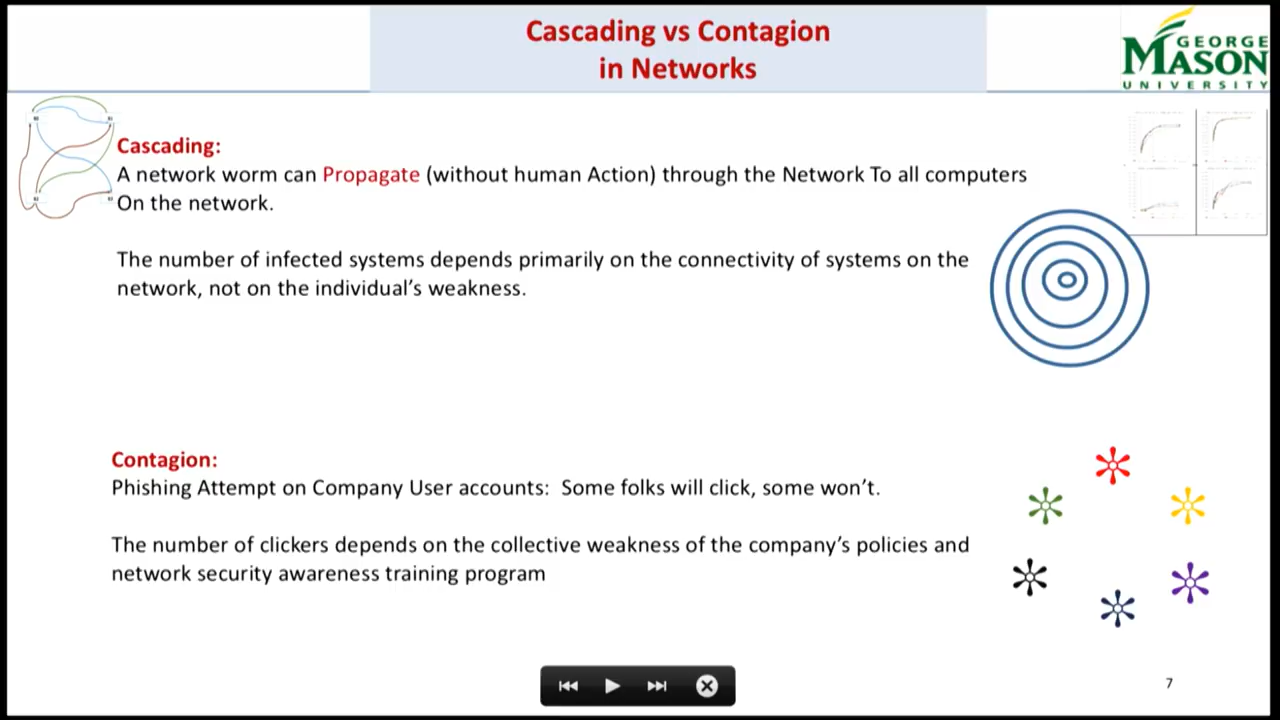 Cascading vs Contagion
in Networks
GEORGE
MASON
UNIVERSITY
Cascading:
A network worm can Propagate (without human Action) through the Network To all computers
On the network.
The number of infected systems depends primarily on the connectivity of systems on the
network, not on the individual's weakness.
Contagion:
Phishing Attempt on Company User accounts:  Some folks will click, some won't.
The number of clickers depends on the collective weakness of the company's policies and
network security awareness training program
7